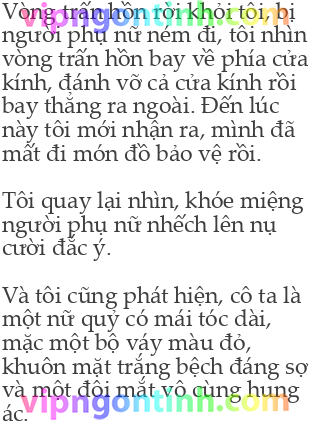 Vòng trấn hồn rời khỏi tôi, bị
người phụ nữ ném đi, tôi nhìn
vòng trấn hồn bay về phía cửa
kính, đánh vỡ cả cửa kính rồi
bay thẳng ra ngoài. Đến lúc
này tôi mới nhận ra, mình đã
mất đi món đồ bảo vệ rồi.
Tôi quay lại nhìn, khóe miệng
người phụ nữ nhếch lên nụ
cười đắc ý.
Và tôi cũng phát hiện, cô ta là
một nữ quỷ có mái tóc dài,
mặc một bộ váy màu đỏ,
khuôn mặt trắng bệch đáng sợ
và một đôi mắt vô cùng hung
ác.
vipngontinh.com
vipngontinh.com